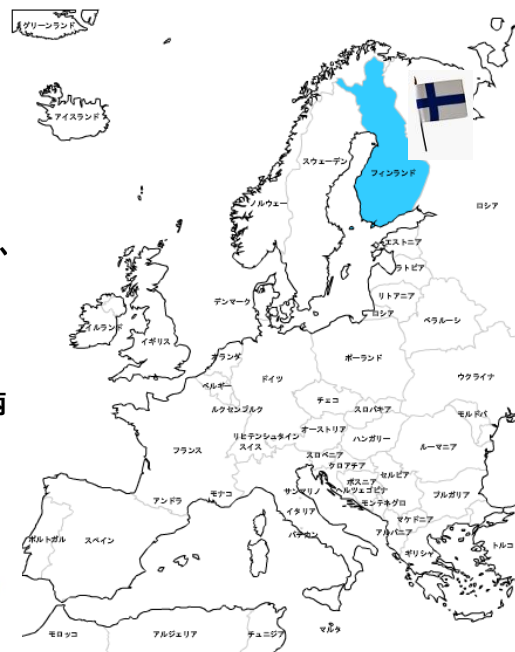 グリーンランド
アイスランド
スウェーデン
フィンランド
ノルウェー
ロシア
エストニア
ラトビア
リトアニア
ロシア
ベラルーシ
デンマーク
イルランド
イギリス
オランダ
ベルギー
ドイツ
ポーランド
ルクセンブルク
チェコ
スロバキア
ウクライナ
モルドバ
リヒテンシュタイン
スイス
オーストリア
ハンガリー
ルーマニア
フランス
スロベニア
クロアチア
ボスニア
ヘルツェゴビナ
セルビア
モンテネグロ
ブルガリア
アンドラ
モナコ
サンマリノ
イタリア
バチカン
マケドニア
アルバニア
ギリシャ
トルコ
ポルトガル
スペイン
モロッコ
アルジェリア
チュニジア
マルタ